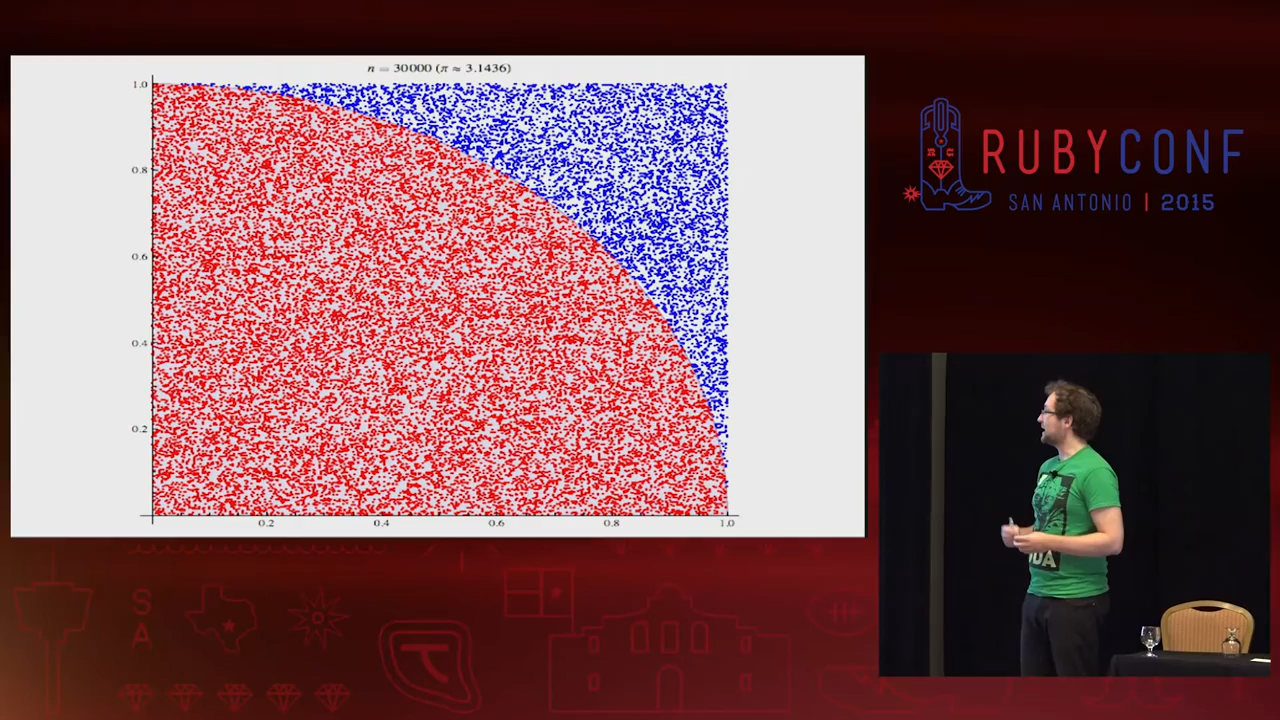 n = 30000 (π ≈ 3.1436)
1.0
0.8
0.6
0.4
0.2
0.2 0.4 0.6 0.8 1.0
RUBYCONF
SAN ANTONIO | 2015
S
A